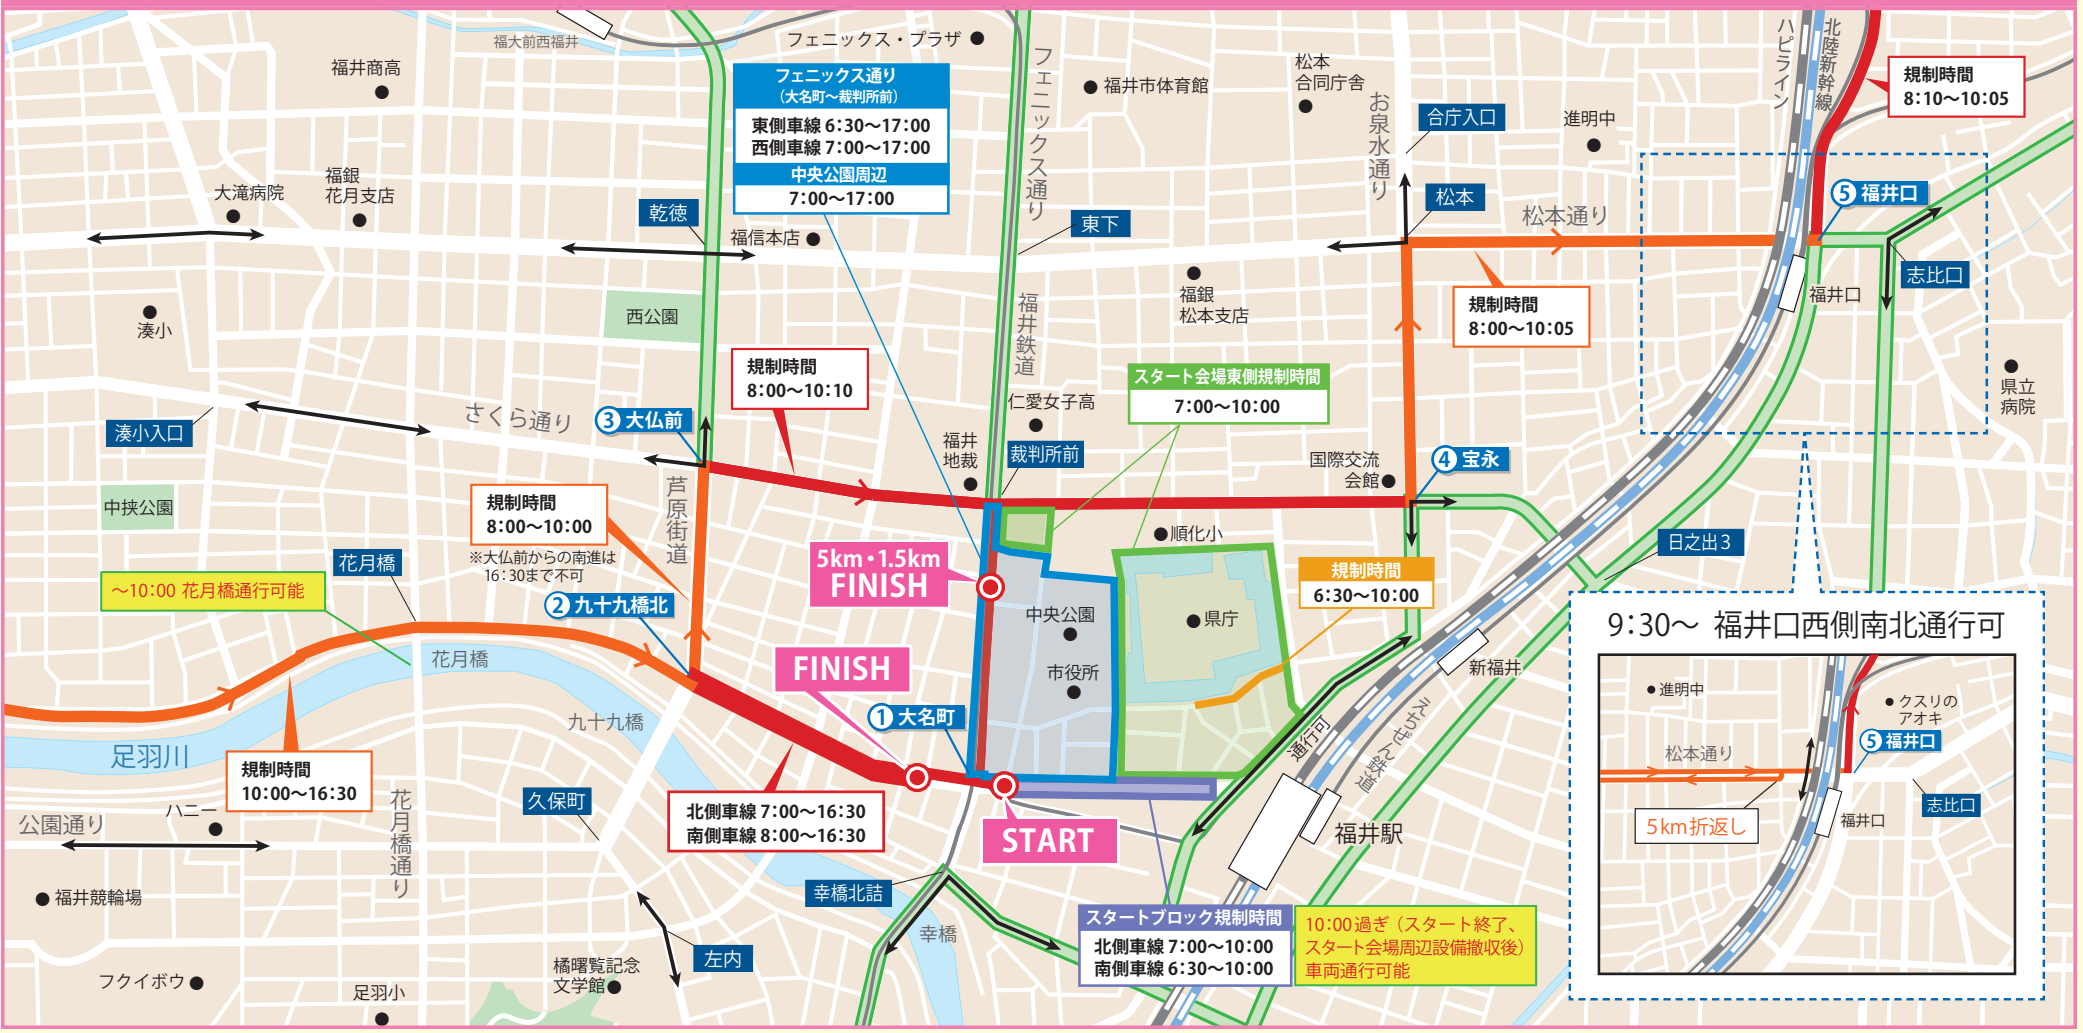 福大前西福井
フェニックス・プラザ
福井商高
フェニックス通り
(大名町〜裁判所前)
東側車線 6:30〜17:00
西側車線 7:00〜17:00
中央公園周辺
7:00〜17:00
フェニックス通り
福井市体育館
松本
合同庁舎
お泉水通り
合庁入口
進明中
ハピライン
北陸新幹線
規制時間
8:10〜10:05
大滝病院
福銀
花月支店
乾徳
福信本店
東下
松本
松本通り
⑤ 福井口
志比口
福井口
湊小
西公園
福井鉄道
福銀
松本支店
規制時間
8:00〜10:05
県立
病院
規制時間
8:00〜10:10
スタート会場東側規制時間
7:00〜10:00
湊小入口
さくら通り
③ 大仏前
仁愛女子高
福井
地裁
裁判所前
国際交流
会館
④ 宝永
中挟公園
規制時間
8:00〜10:00
※大仏前からの南進は
16:30まで不可
芦原街道
順化小
日之出3
〜10:00 花月橋通行可能
花月橋
② 九十九橋北
5km・1.5km
FINISH
中央公園
県庁
規制時間
6:30〜10:00
花月橋
FINISH
市役所
新福井
九十九橋
① 大名町
通行可
えちぜん鉄道
足羽川
規制時間
10:00〜16:30
花月橋通り
久保町
北側車線 7:00〜16:30
南側車線 8:00〜16:30
START
福井駅
公園通り
ハニー
福井競輪場
幸橋北詰
幸橋
スタートブロック規制時間
北側車線 7:00〜10:00
南側車線 6:30〜10:00
10:00過ぎ(スタート終了、
スタート会場周辺設備撤収後)
車両通行可能
左内
フクイボウ
橘曙覧記念
文学館
足羽小
9:30〜 福井口西側南北通行可
進明中
クスリの
アオキ
松本通り
⑤ 福井口
志比口
福井口
5km折返し